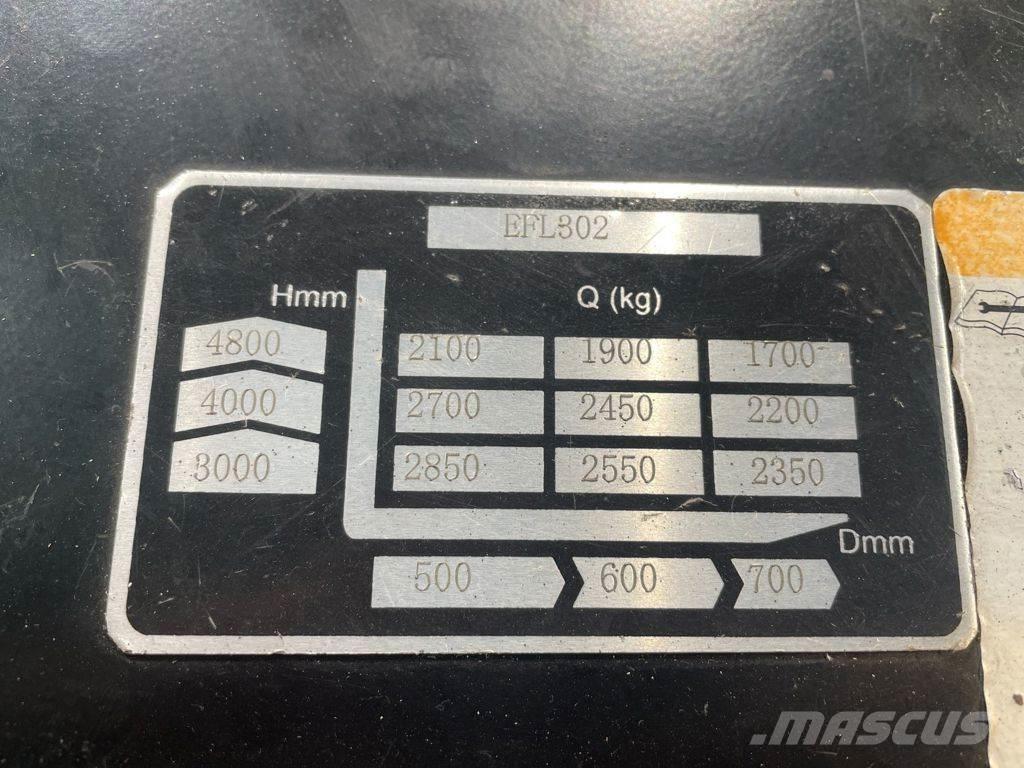 EFL302
Hmm Q (kg)
4800 2100 1900 1700
4000 2700 2450 2200
3000 2850 2550 2350
Dmm
500 600 700
MASCUS